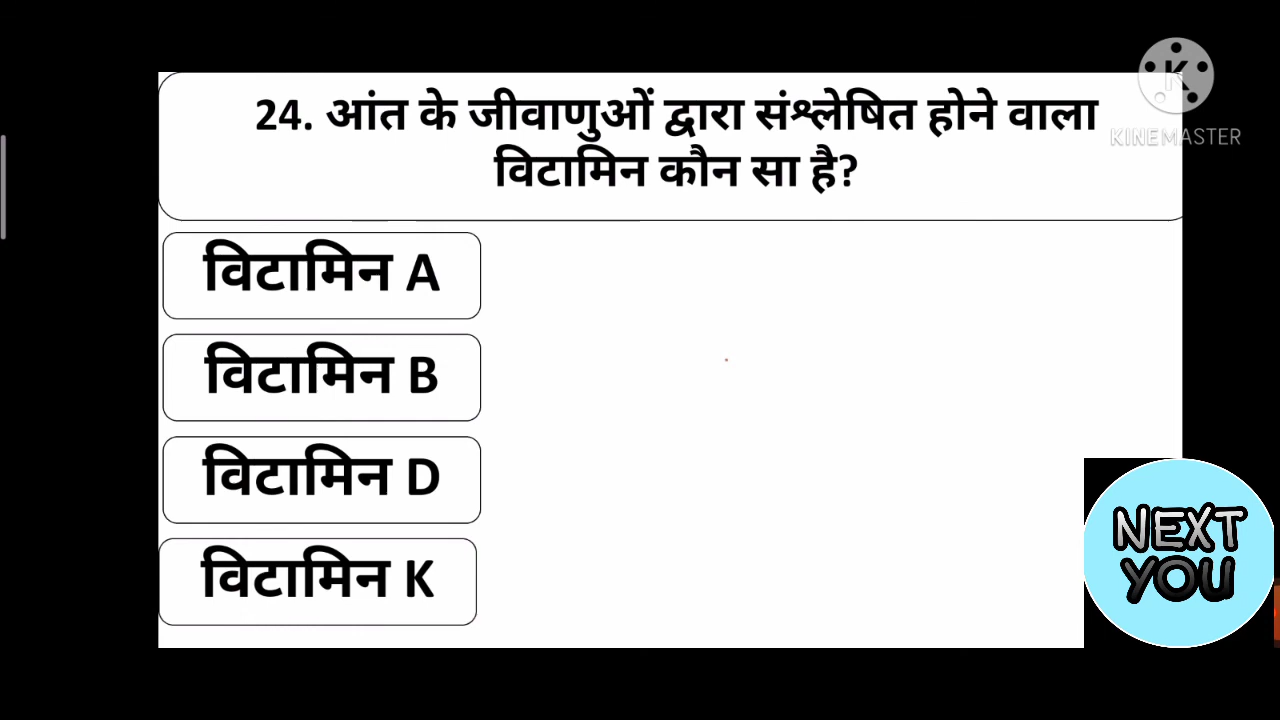 KINEMASTER
24. आंत के जीवाणुओं द्वारा संश्लेषित होने वाला
विटामिन कौन सा है?
विटामिन A
विटामिन B
विटामिन D
विटामिन K
NEXT
YOU